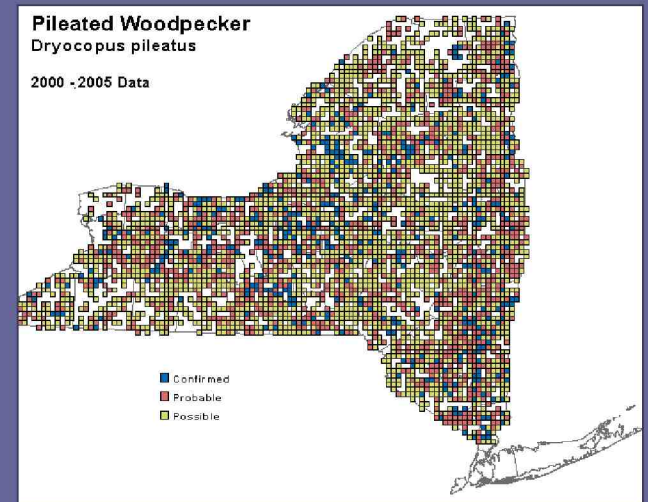 Pileated Woodpecker
Dryocopus pileatus
2000 - 2005 Data
Confirmed
Probable
Possible